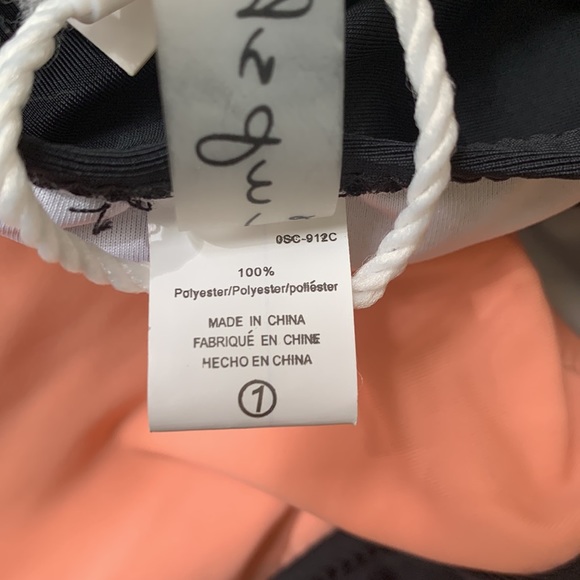 0SC-912C
100%
Polyester/Polyester/poliéster
MADE IN CHINA
FABRIQUÉ EN CHINE
HECHO EN CHINA
1